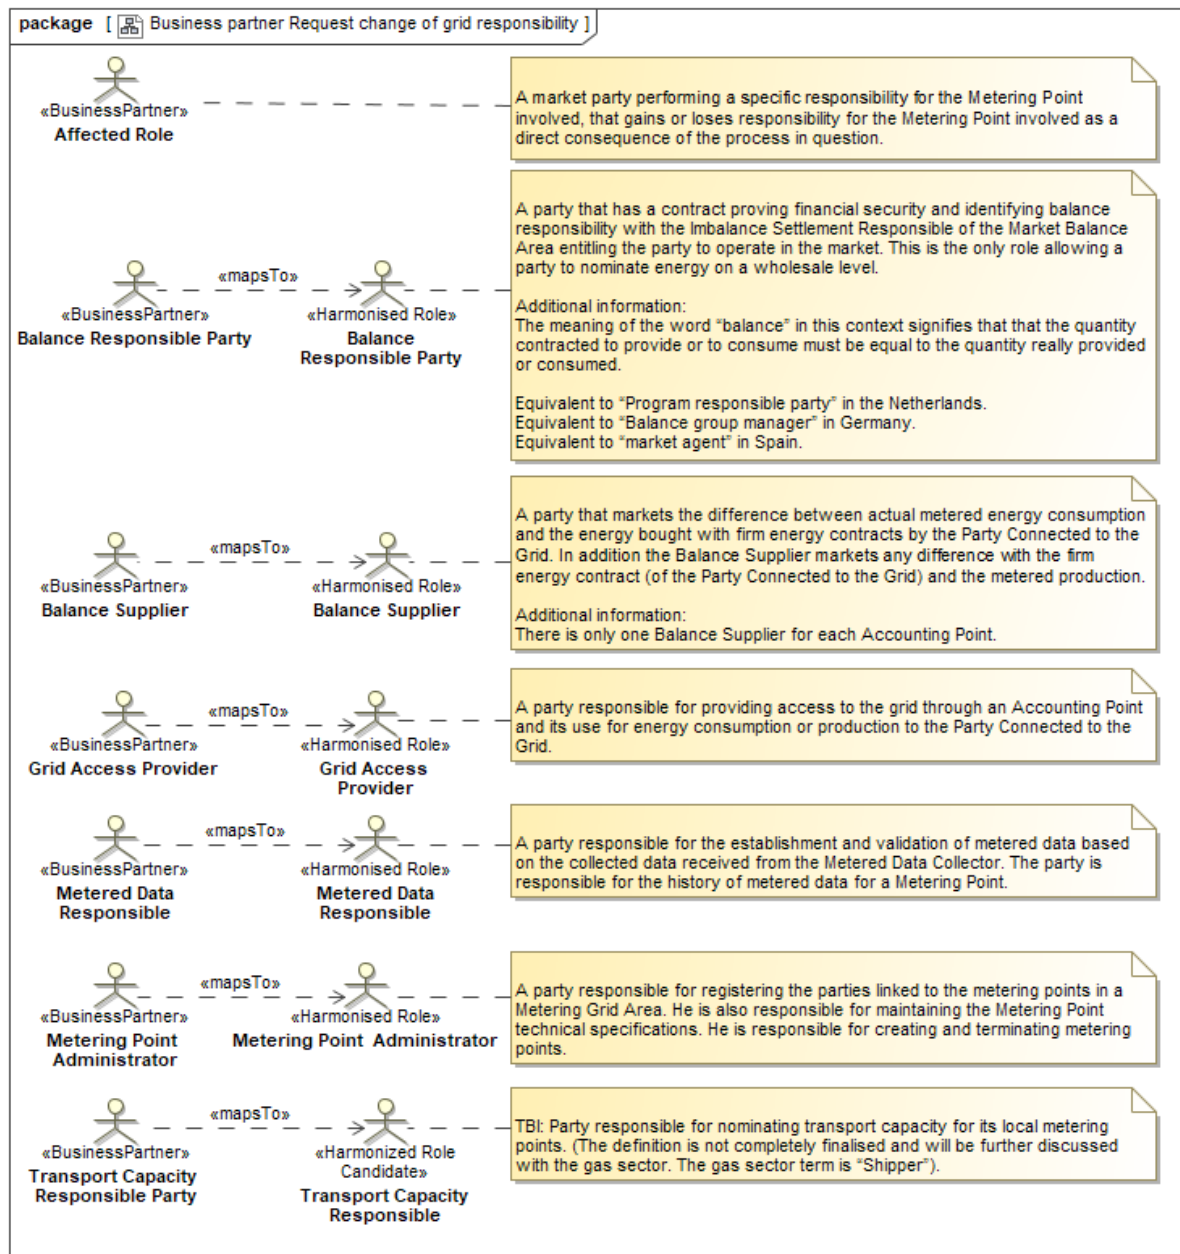 package [ Business partner Request change of grid responsibility ]
«BusinessPartner»
Affected Role
A market party performing a specific responsibility for the Metering Point
involved, that gains or loses responsibility for the Metering Point involved as a
direct consequence of the process in question.
«mapsTo»
«BusinessPartner»
Balance Responsible Party
«Harmonised Role»
Balance
Responsible Party
A party that has a contract proving financial security and identifying balance
responsibility with the Imbalance Settlement Responsible of the Market Balance
Area entitling the party to operate in the market. This is the only role allowing a
party to nominate energy on a wholesale level.
Additional information:
The meaning of the word “balance” in this context signifies that that the quantity
contracted to provide or to consume must be equal to the quantity really provided
or consumed.
Equivalent to “Program responsible party” in the Netherlands.
Equivalent to “Balance group manager” in Germany.
Equivalent to “market agent” in Spain.
«mapsTo»
«BusinessPartner»
Balance Supplier
«Harmonised Role»
Balance Supplier
A party that markets the difference between actual metered energy consumption
and the energy bought with firm energy contracts by the Party Connected to the
Grid. In addition the Balance Supplier markets any difference with the firm
energy contract (of the Party Connected to the Grid) and the metered production.
Additional information:
There is only one Balance Supplier for each Accounting Point.
«mapsTo»
«BusinessPartner»
Grid Access Provider
«Harmonised Role»
Grid Access
Provider
A party responsible for providing access to the grid through an Accounting Point
and its use for energy consumption or production to the Party Connected to the
Grid.
«mapsTo»
«BusinessPartner»
Metered Data
Responsible
«Harmonised Role»
Metered Data
Responsible
A party responsible for the establishment and validation of metered data based
on the collected data received from the Metered Data Collector. The party is
responsible for the history of metered data for a Metering Point.
«mapsTo»
«BusinessPartner»
Metering Point
Administrator
«Harmonised Role»
Metering Point Administrator
A party responsible for registering the parties linked to the metering points in a
Metering Grid Area. He is also responsible for maintaining the Metering Point
technical specifications. He is responsible for creating and terminating metering
points.
«mapsTo»
«BusinessPartner»
Transport Capacity
Responsible Party
«Harmonized Role
Candidate»
Transport Capacity
Responsible
TBI: Party responsible for nominating transport capacity for its local metering
points. (The definition is not completely finalised and will be further discussed
with the gas sector. The gas sector term is “Shipper”).